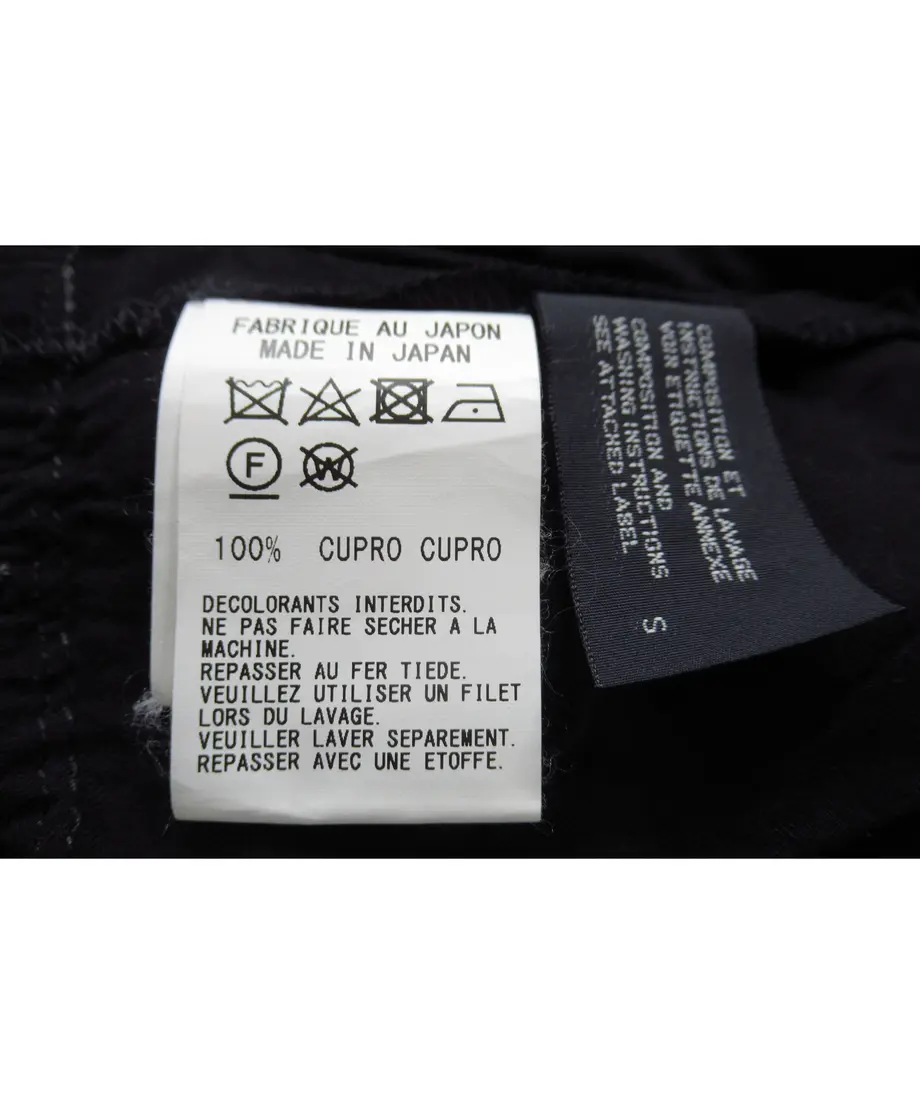 FABRIQUE AU JAPON
MADE IN JAPAN
F
W
100% CUPRO CUPRO
DECOLORANTS INTERDITS.
NE PAS FAIRE SECHER A LA
MACHINE.
REPASSER AU FER TIEDE.
VEUILLEZ UTILISER UN FILET
LORS DU LAVAGE.
VEUILLER LAVER SEPAREMENT.
REPASSER AVEC UNE ETOFFE.
COMPOSITION ET
INSTRUCTIONS DE LAVAGE
VOIR ETIQUETTE ANNEXE
COMPOSITION AND
WASHING INSTRUCTIONS
SEE ATTACHED LABEL
S